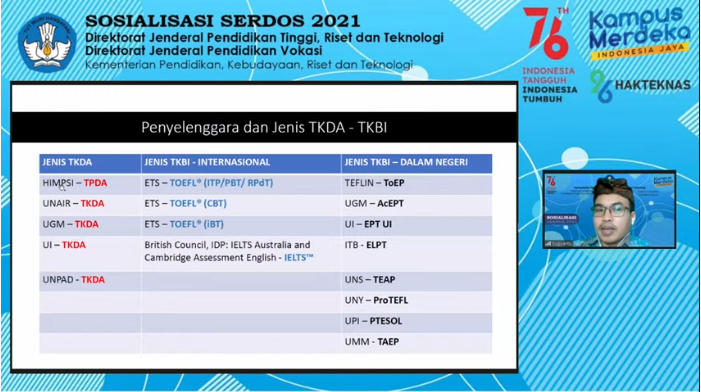 SOSIALISASI SERDOS 2021
Direktorat Jenderal Pendidikan Tinggi, Riset dan Teknologi
Direktorat Jenderal Pendidikan Vokasi
Kementerian Pendidikan, Kebudayaan, Riset dan Teknologi
76TH
INDONESIA
TANGGUH
INDONESIA
TUMBUH
Kampus
Merdeka
INDONESIA JAYA
96 HAKTEKNAS
Penyelenggara dan Jenis TKDA - TKBI
JENIS TKDA JENIS TKBI - INTERNASIONAL JENIS TKBI – DALAM NEGERI
HIMPSI – TPDA ETS – TOEFL® (ITP/PBT/ RPdT) TEFLIN – ToEP
UNAIR – TKDA ETS – TOEFL® (CBT) UGM – AcEPT
UGM – TKDA ETS – TOEFL® (iBT) UI – EPT UI
UI – TKDA British Council, IDP: IELTS Australia and ITB - ELPT
Cambridge Assessment English - IELTS™
UNPAD - TKDA UNS – TEAP
UNY – ProTEFL
UPI – PTESOL
UMM - TAEP
SOSIALISASI